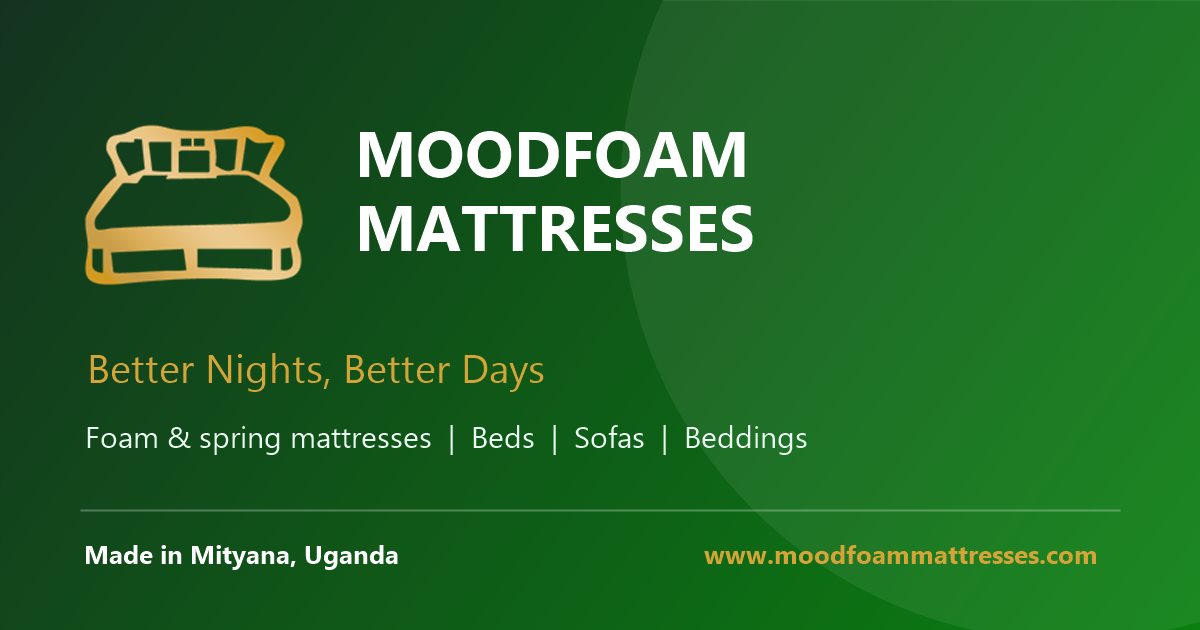 MOODFOAM
MATTRESSES
Better Nights, Better Days
Foam & spring mattresses | Beds | Sofas | Beddings
Made in Mityana, Uganda
www.moodfoammattresses.com